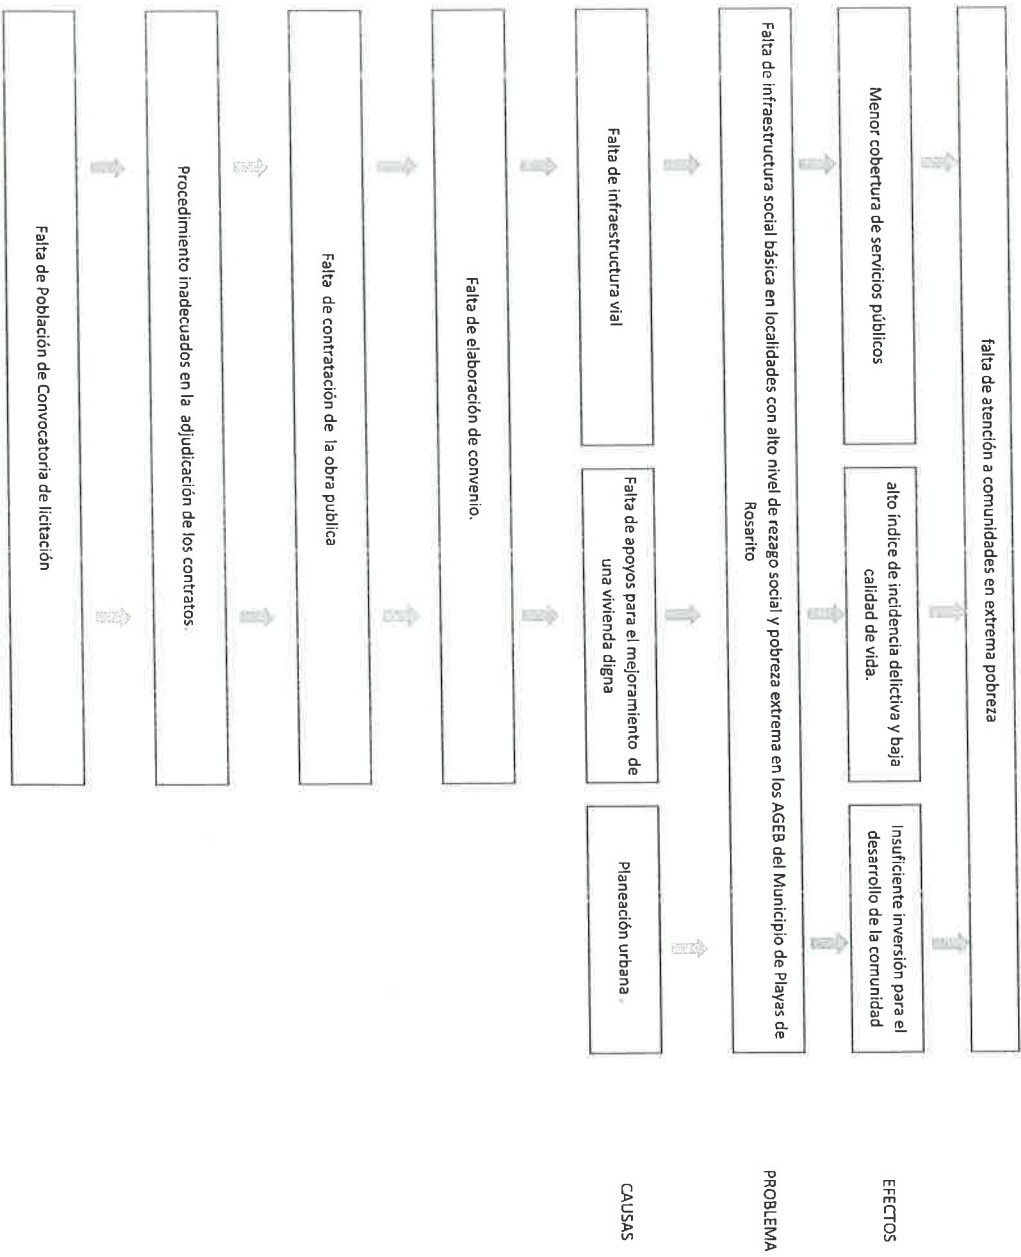 falta de atención a comunidades en extrema pobreza
Menor cobertura de servicios públicos
alto índice de incidencia delictiva y baja
calidad de vida.
Insuficiente inversión para el
desarrollo de la comunidad
EFECTOS
Falta de infraestructura social básica en localidades con alto nivel de rezago social y pobreza extrema en los AGEB del Municipio de Playas de
Rosarito
PROBLEMA
Falta de infraestructura vial
Falta de apoyos para el mejoramiento de
una vivienda digna
Planeación urbana .
CAUSAS
Falta de elaboración de convenio.
Falta de contratación de la obra publica
Procedimiento inadecuados en la adjudicación de los contratos.
Falta de Población de Convocatoria de licitación